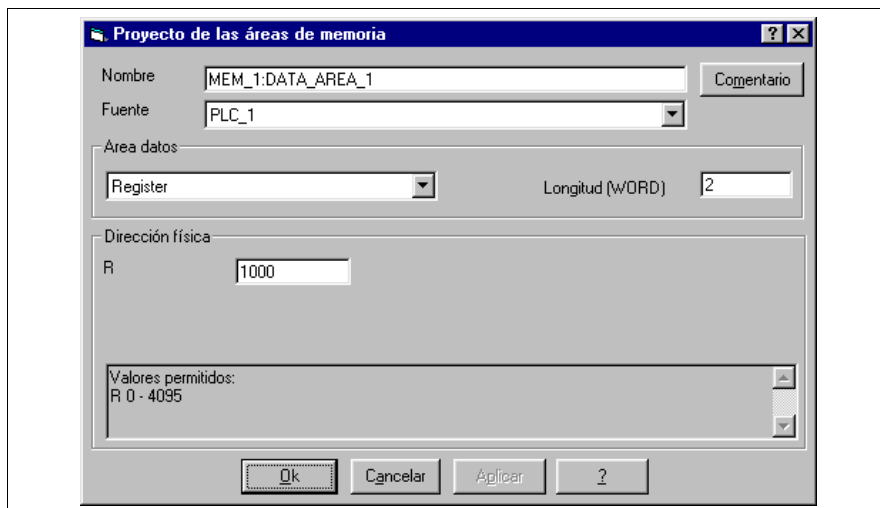 Proyecto de las áreas de memoria
Nombre MEM_1:DATA_AREA_1 Comentario
Fuente PLC_1
Area datos
Register Longitud (WORD) 2
Dirección física
R 1000
Valores permitidos:
R 0 - 4095
Ok Cancelar Aplicar ?